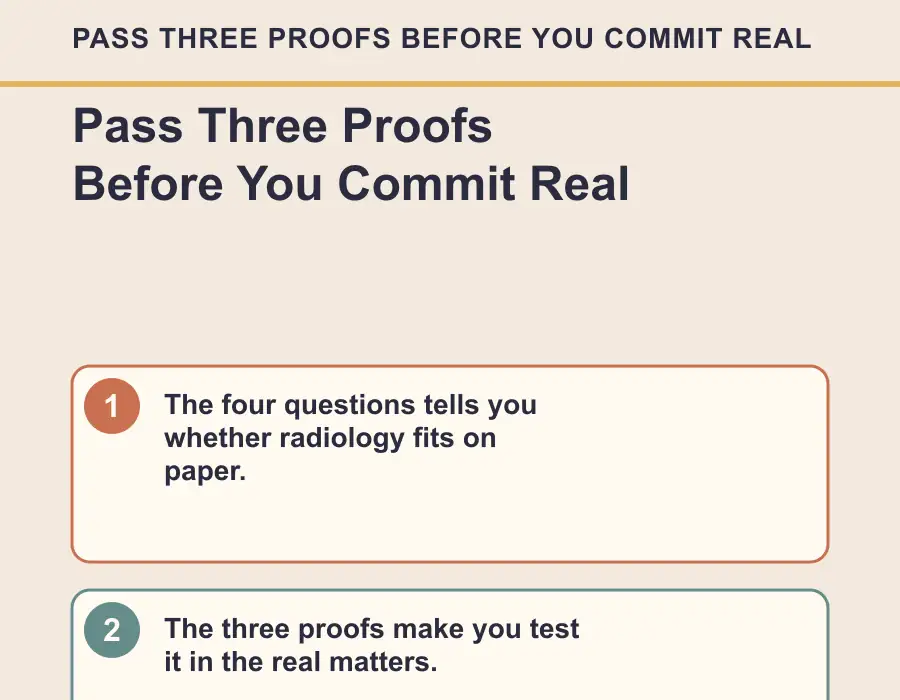 PASS THREE PROOFS BEFORE YOU COMMIT REAL
Pass Three Proofs
Before You Commit Real
1
The four questions tells you
whether radiology fits on
paper.
2
The three proofs make you test
it in the real matters.